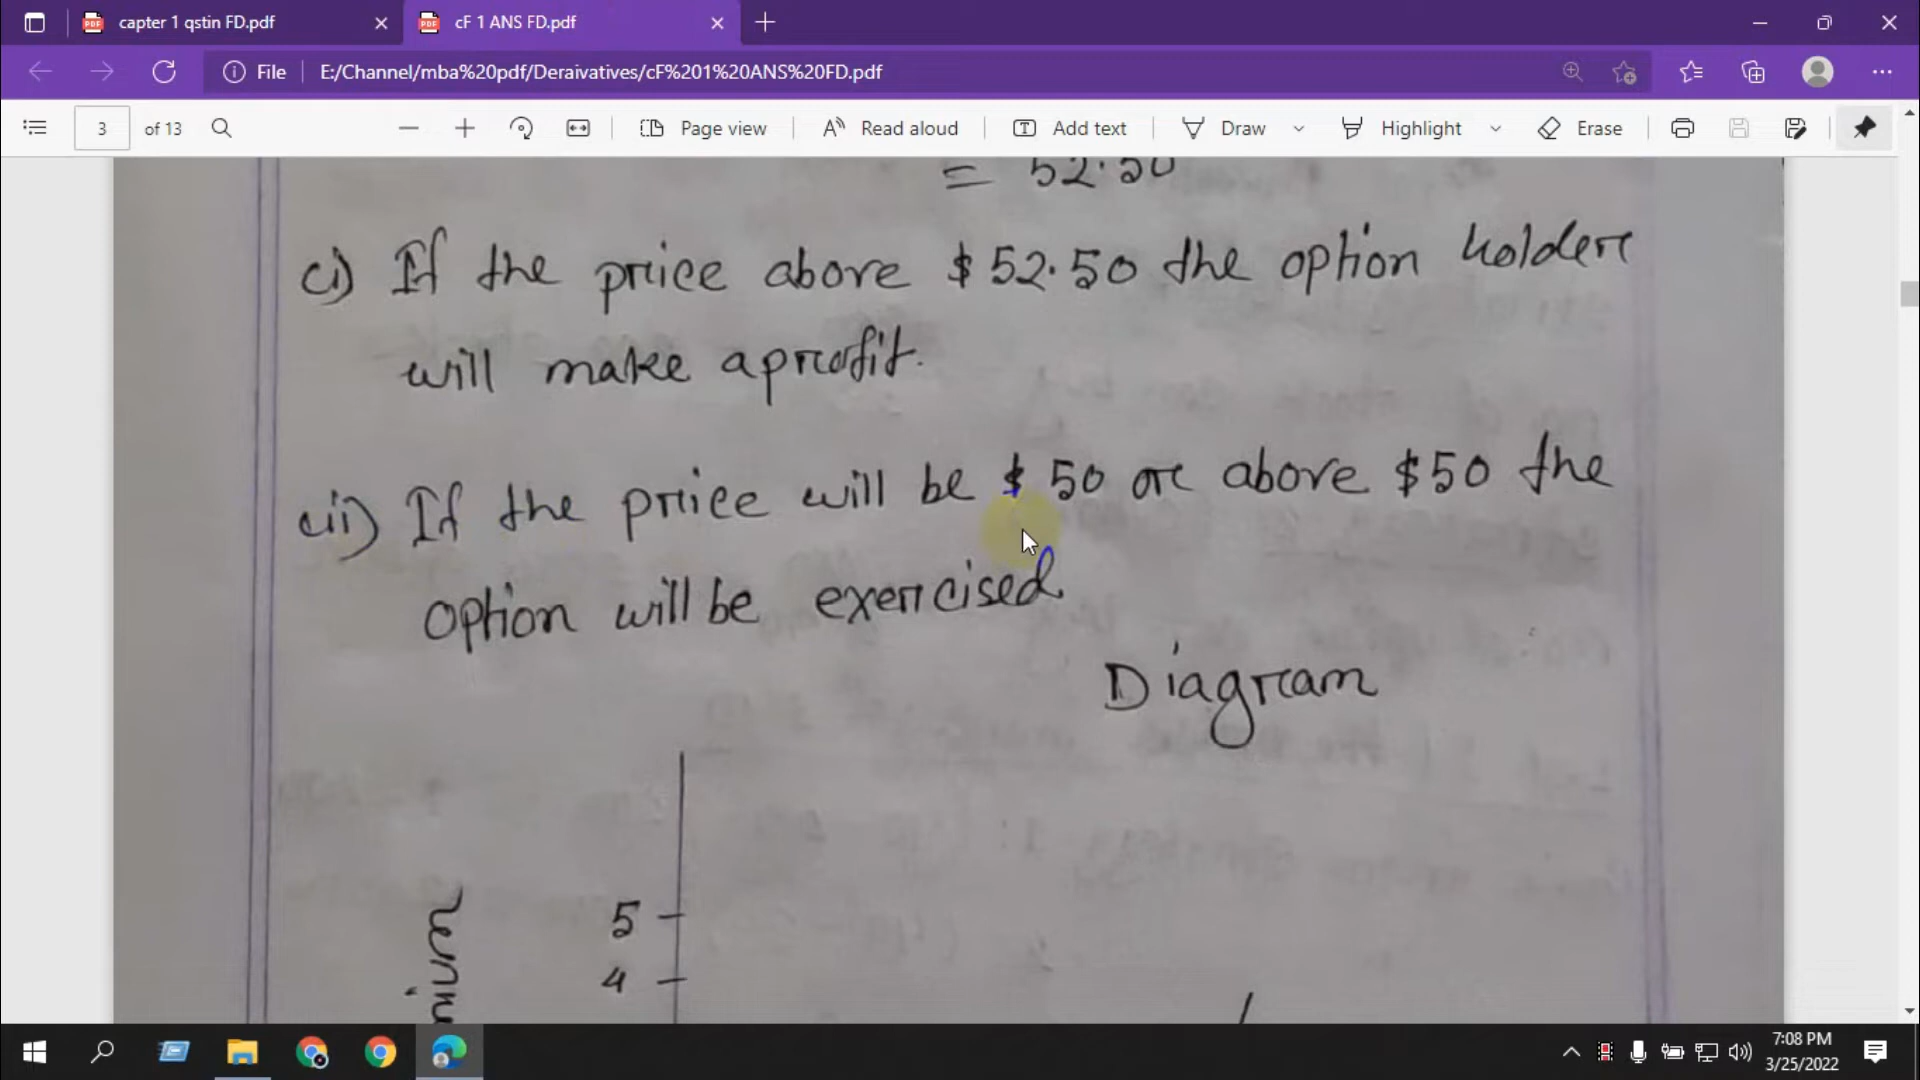 capter 1 qstin FD.pdf
cF 1 ANS FD.pdf
File
E:/Channel/mba%20pdf/Deraivatives/cF%201%20ANS%20FD.pdf
3 of 13
Page view
Read aloud
Add text
Draw
Highlight
Erase
= 52.50
ci) If the price above $ 52.50 the option holder
will make a profit.
cii) If the price will be $ 50 or above $50 the
option will be exercised
Diagram
5
4
7:08 PM
3/25/2022